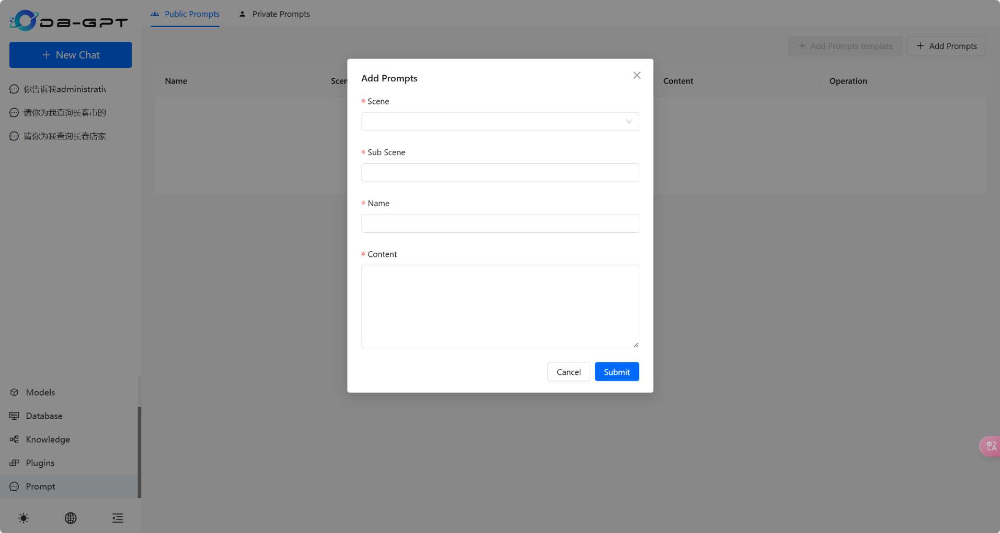 DB-GPT
New Chat
你告诉我administrativ
请你为我查询长春市的
请你为我查询长春店家
Models
Database
Knowledge
Plugins
Prompt
Public Prompts
Private Prompts
Add Prompts template
Add Prompts
Name
Scen
Content
Operation
Add Prompts
* Scene
* Sub Scene
* Name
* Content
Cancel
Submit
中A